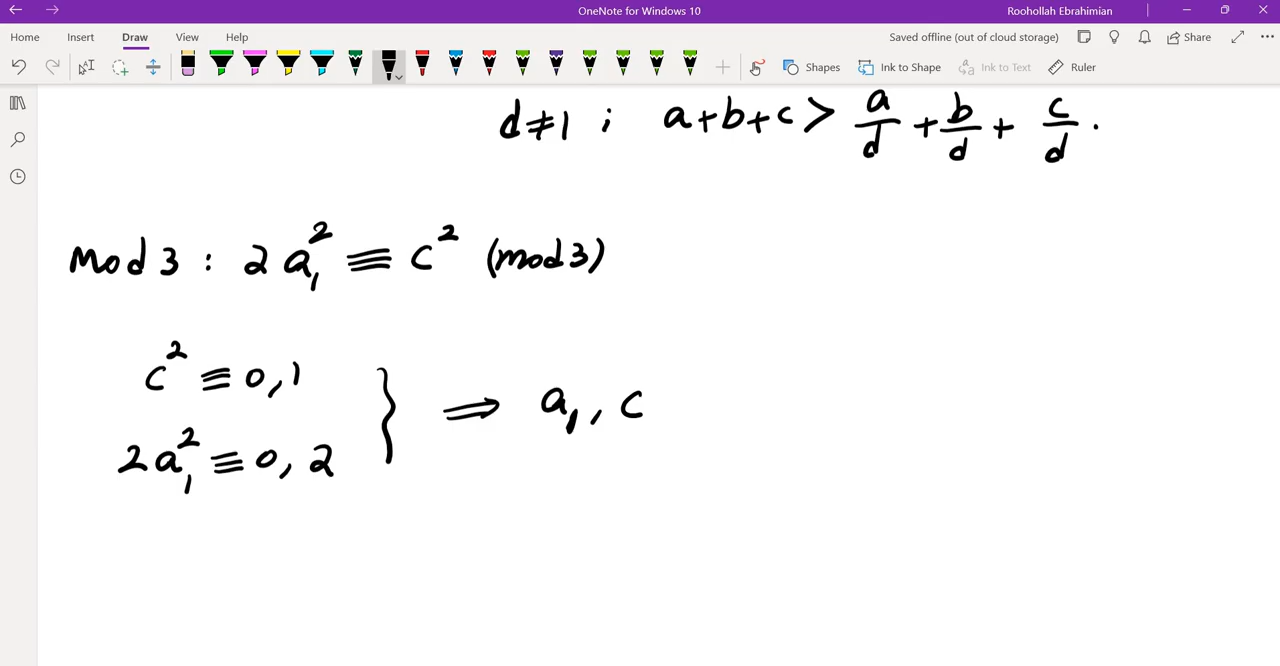 OneNote for Windows 10
Roohollah Ebrahimian
Home Insert Draw View Help
Saved offline (out of cloud storage)
Share
Shapes
Ink to Shape
Ink to Text
Ruler
d≠1 ; a+b+c > a/d + b/d + c/d .
Mod 3 : 2a₁² ≡ c² (mod 3)
c² ≡ 0, 1
2a₁² ≡ 0, 2
} ⟹ a₁, c